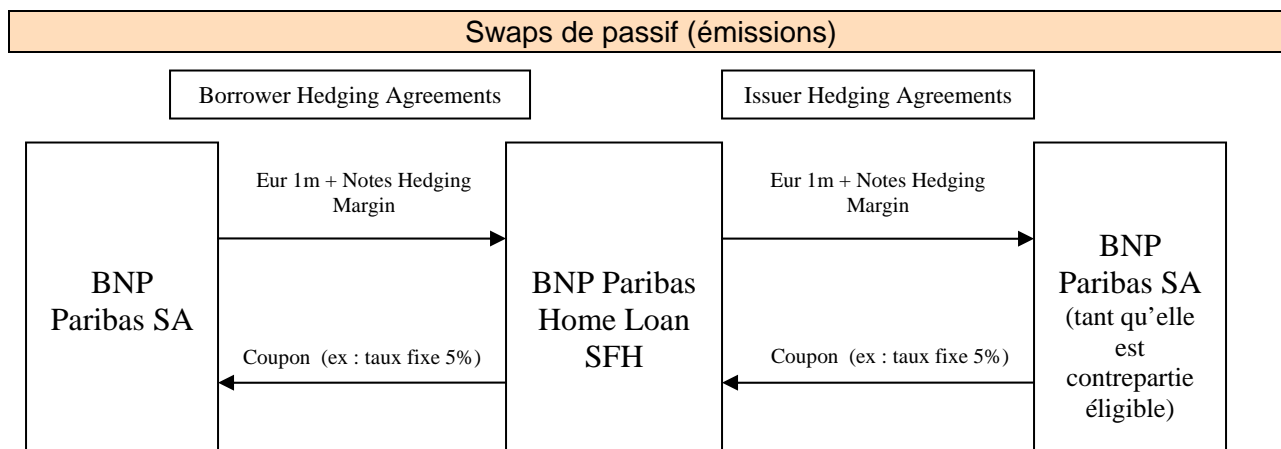 Swaps de passif (émissions)
Borrower Hedging Agreements
Issuer Hedging Agreements
BNP
Paribas SA
Eur 1m + Notes Hedging
Margin
Coupon  (ex : taux fixe 5%)
BNP Paribas
Home Loan
SFH
Eur 1m + Notes Hedging
Margin
Coupon  (ex : taux fixe 5%)
BNP
Paribas SA
(tant qu’elle
est
contrepartie
éligible)